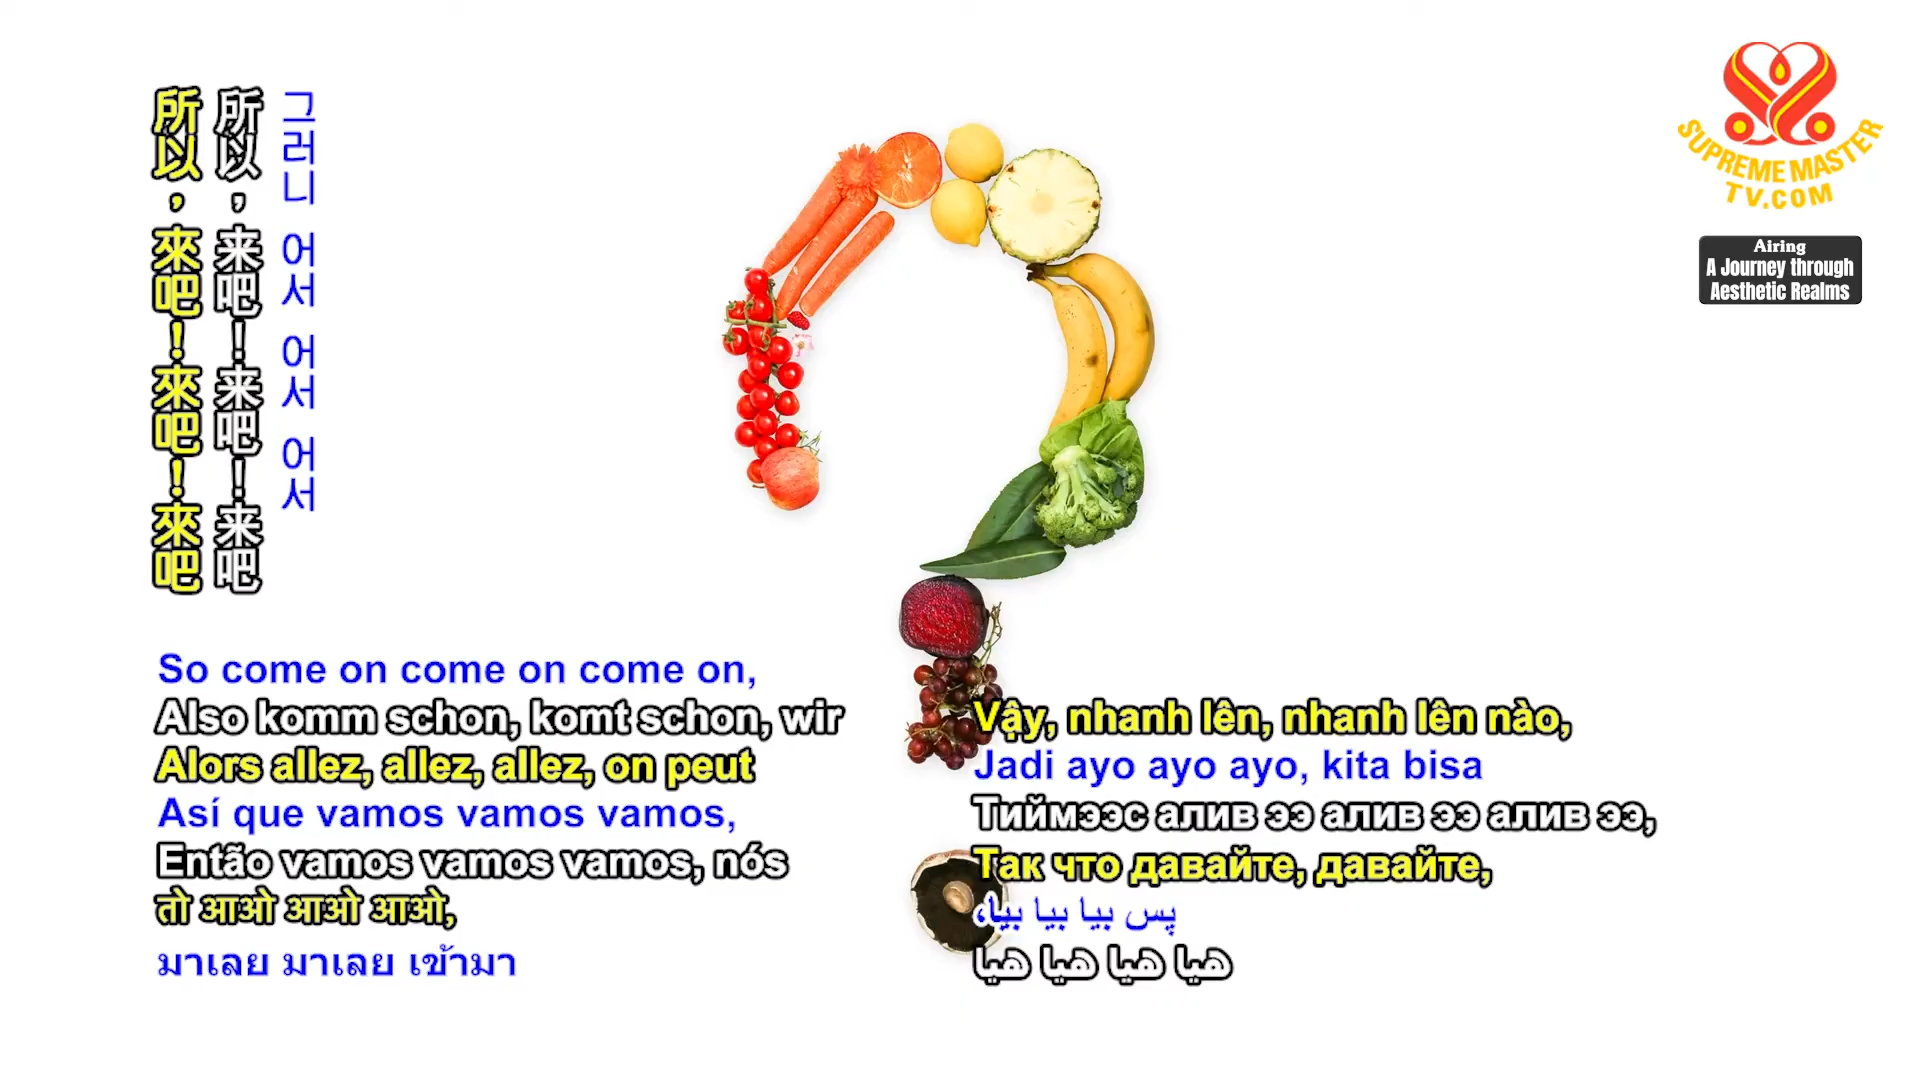 所以，來吧！來吧！來吧
所以，来吧！来吧！来吧
그러니 어서 어서 어서
SUPREME MASTER
TV.COM
Airing
A Journey through
Aesthetic Realms
So come on come on come on,
Also komm schon, komt schon, wir
Alors allez, allez, allez, on peut
Así que vamos vamos vamos,
Então vamos vamos vamos, nós
तो आओ आओ आओ,
มาเลย มาเลย เข้ามา
Vậy, nhanh lên, nhanh lên nào,
Jadi ayo ayo ayo, kita bisa
Тиймээс алив ээ алив ээ алив ээ,
Так что давайте, давайте,
پس بیا بیا بیا،
هيا هيا هيا هيا